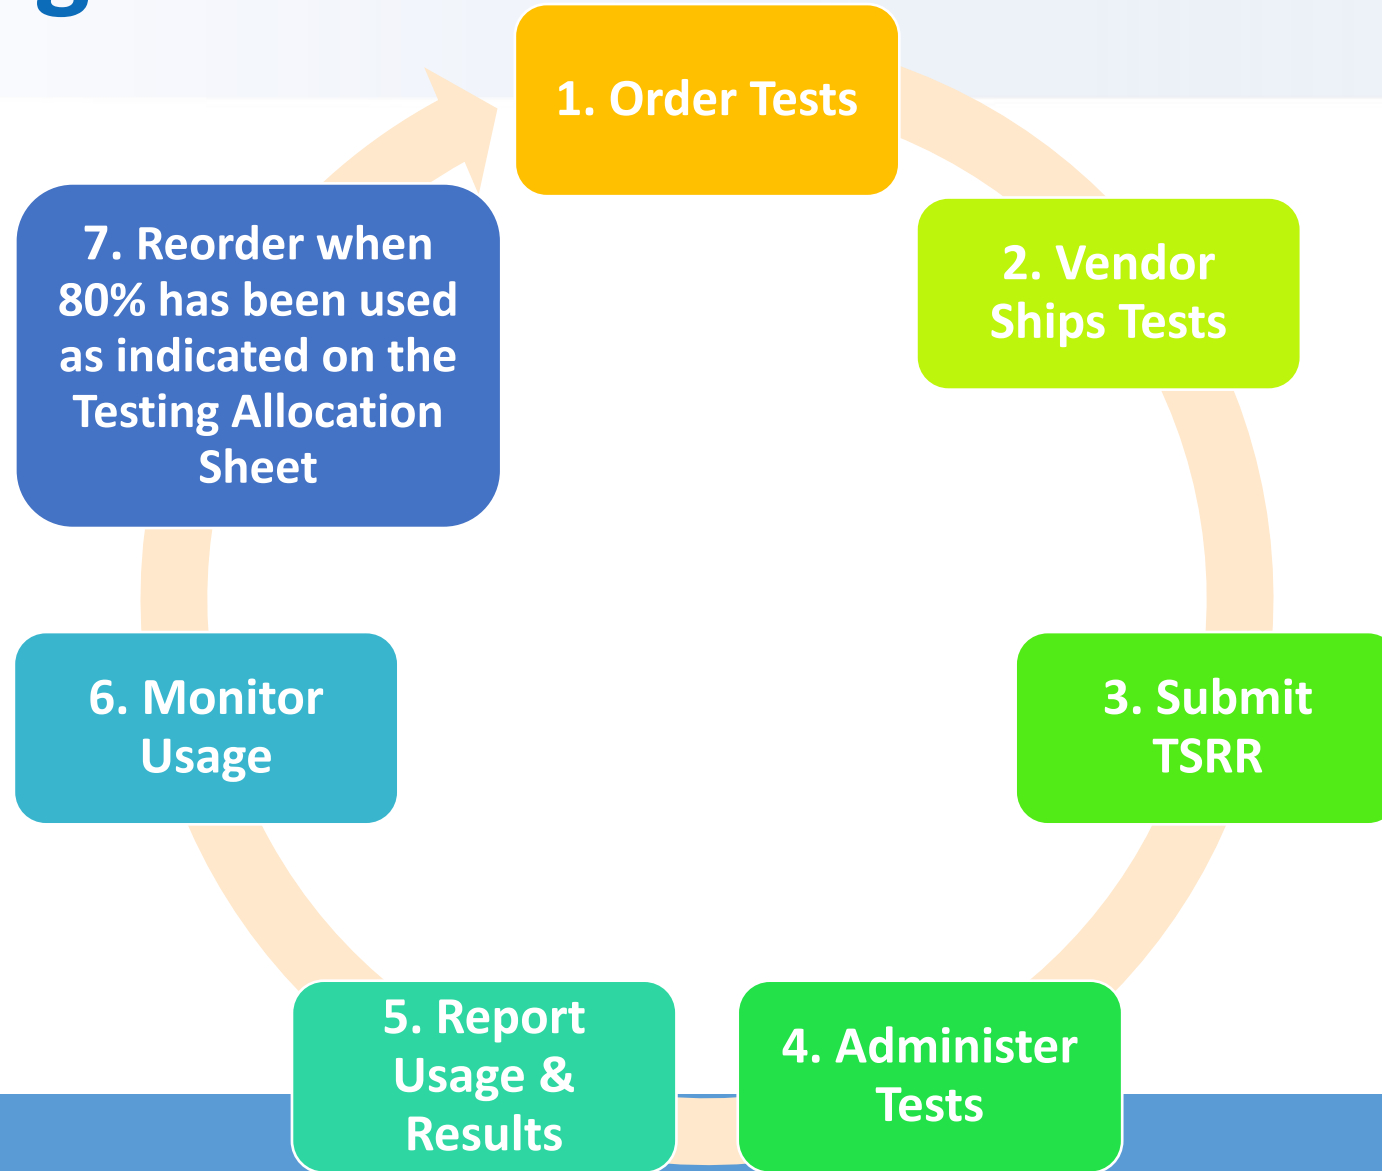 1. Order Tests
2. Vendor
Ships Tests
3. Submit
TSRR
4. Administer
Tests
5. Report
Usage &
Results
6. Monitor
Usage
7. Reorder when
80% has been used
as indicated on the
Testing Allocation
Sheet